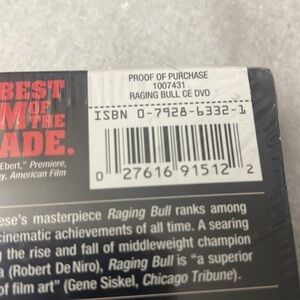 BEST
M OF
THE
ADE.
Ebert," Premiere,
y, American Film
PROOF OF PURCHASE
1007431
RAGING BULL CE DVD
ISBN 0-7928-6332-1
0 27616 91512 2
ese's masterpiece Raging Bull ranks among
cinematic achievements of all time. A searing
g the rise and fall of middleweight champion
a (Robert De Niro), Raging Bull is "a superior
of film art" (Gene Siskel, Chicago Tribune).